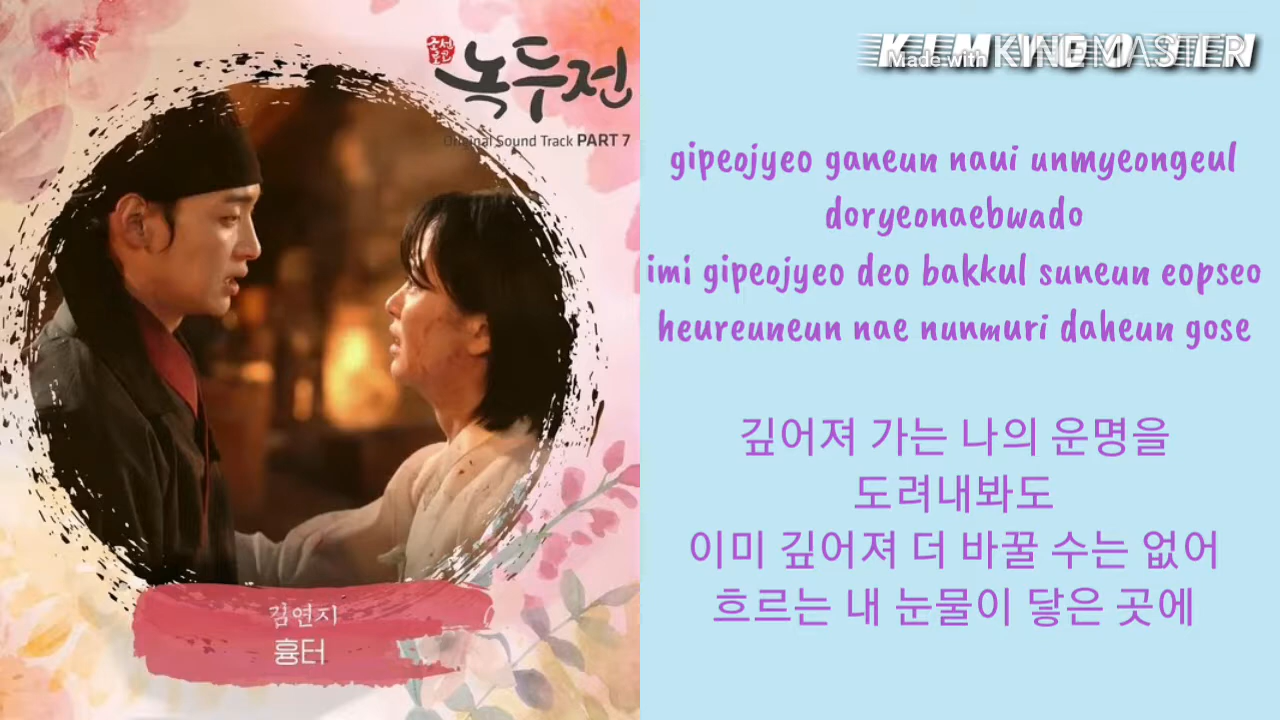 녹두전
Original Sound Track PART 7
김연지
흉터
Made with KINEMASTER
gipeojyeo ganeun naui unmyeongeul
doryeonaebwado
imi gipeojyeo deo bakkul suneun eopseo
heureuneun nae nunmuri daheun gose
깊어져 가는 나의 운명을
도려내봐도
이미 깊어져 더 바꿀 수는 없어
흐르는 내 눈물이 닿은 곳에